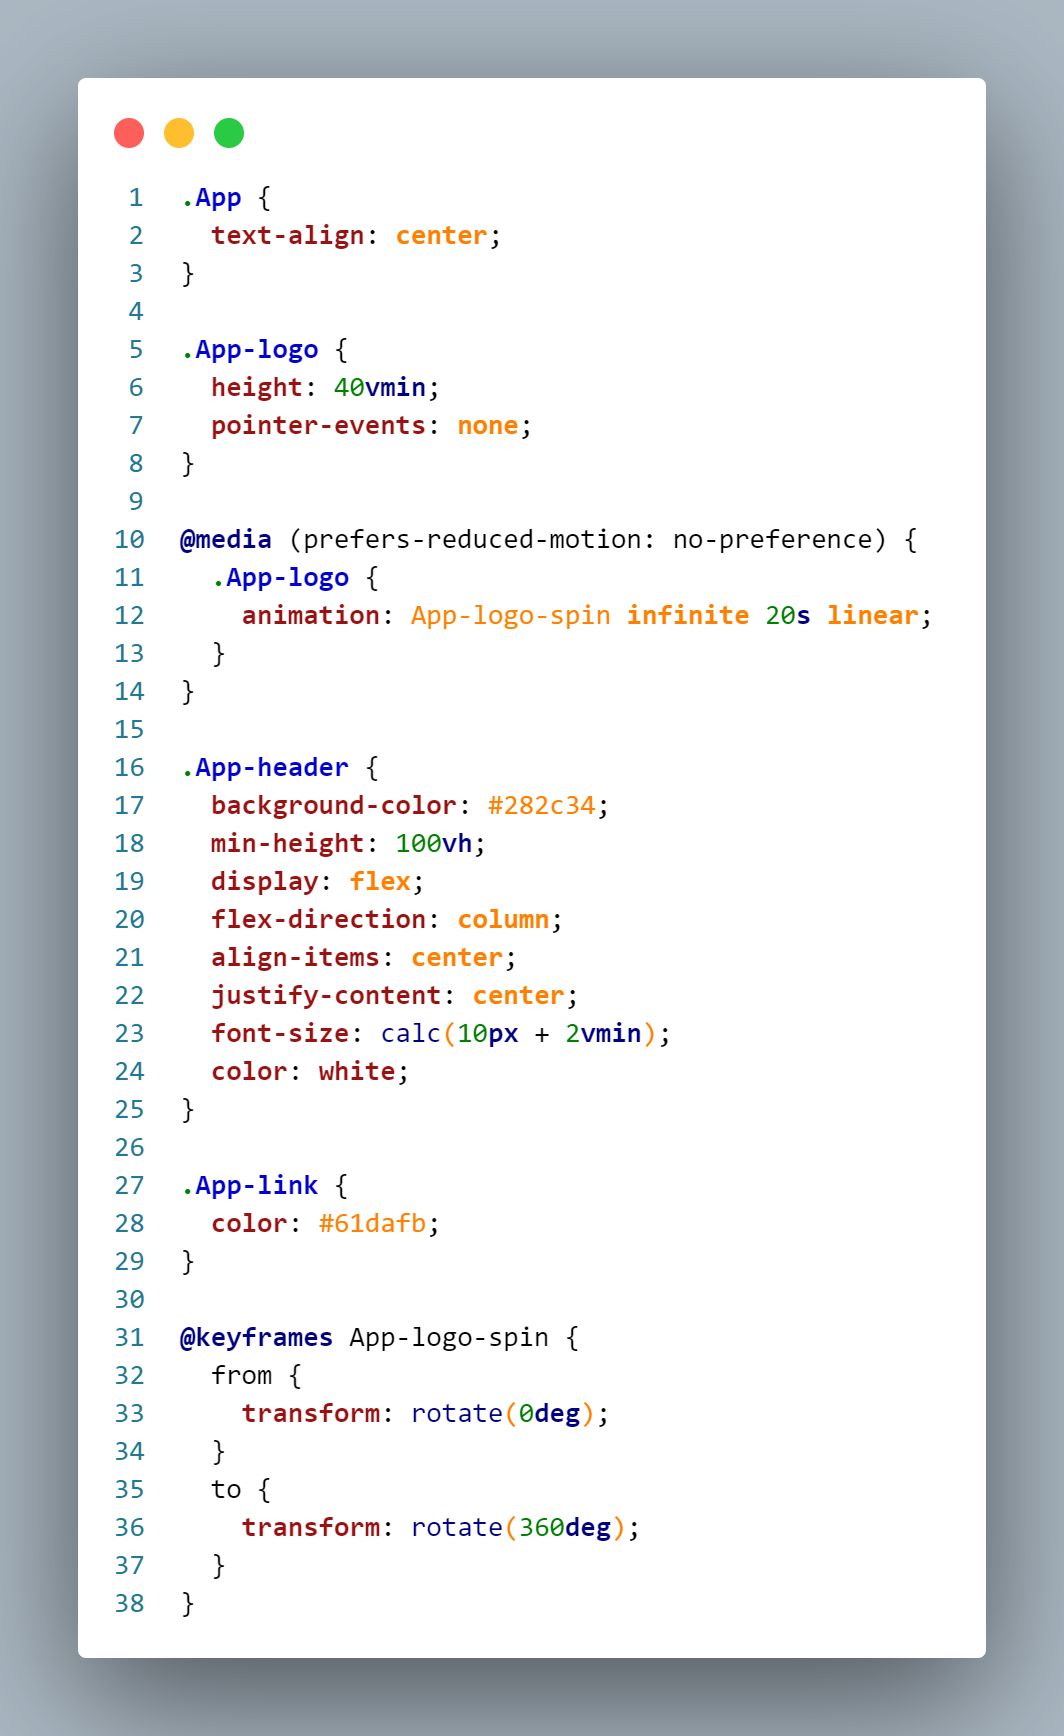 1 .App {
2   text-align: center;
3 }
4
5 .App-logo {
6   height: 40vmin;
7   pointer-events: none;
8 }
9
10 @media (prefers-reduced-motion: no-preference) {
11   .App-logo {
12     animation: App-logo-spin infinite 20s linear;
13   }
14 }
15
16 .App-header {
17   background-color: #282c34;
18   min-height: 100vh;
19   display: flex;
20   flex-direction: column;
21   align-items: center;
22   justify-content: center;
23   font-size: calc(10px + 2vmin);
24   color: white;
25 }
26
27 .App-link {
28   color: #61dafb;
29 }
30
31 @keyframes App-logo-spin {
32   from {
33     transform: rotate(0deg);
34   }
35   to {
36     transform: rotate(360deg);
37   }
38 }